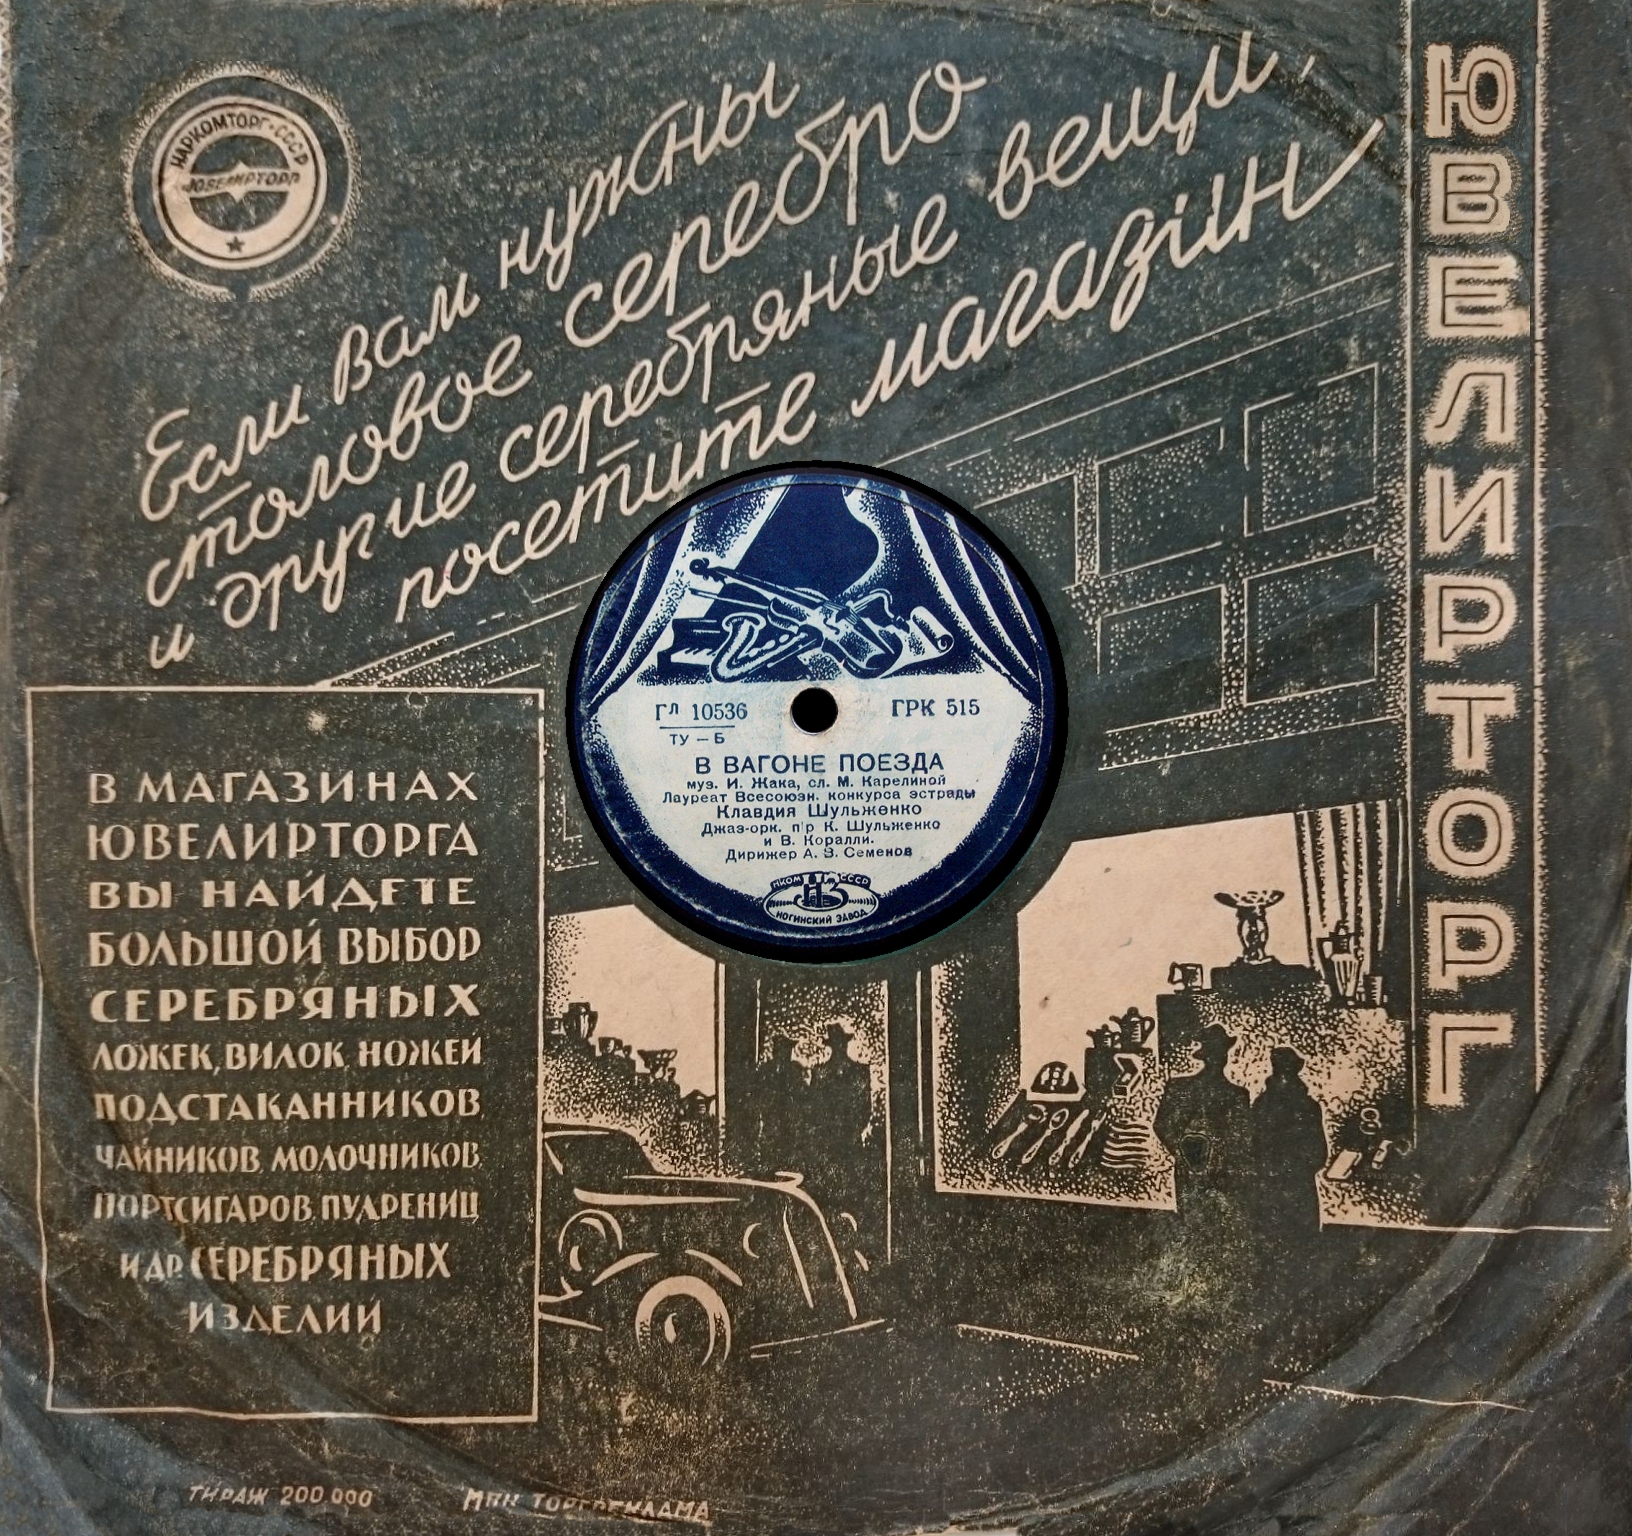 НАРКОМТОРГ·СССР
ЮВЕЛИРТОРГ
Если вам нужны
столовое серебро
и другие серебряные вещи,
посетите магазин
ЮВЕЛИРТОРГ
В МАГАЗИНАХ
ЮВЕЛИРТОРГА
ВЫ НАЙДЕТЕ
БОЛЬШОЙ ВЫБОР
СЕРЕБРЯНЫХ
ЛОЖЕК, ВИЛОК, НОЖЕЙ
ПОДСТАКАННИКОВ
ЧАЙНИКОВ, МОЛОЧНИКОВ,
ПОРТСИГАРОВ, ПУДРЕНИЦ
И ДР. СЕРЕБРЯНЫХ
ИЗДЕЛИЙ
ГЛ 10536 ГРК 515
ТУ – Б
В ВАГОНЕ ПОЕЗДА
муз. И. Жака, сл. М. Карелиной
Лауреат Всесоюзн. конкурса эстрады
Клавдия Шульженко
Джаз-орк. п|р К. Шульженко
и В. Коралли.
Дирижер А. З. Семенов
НКОМ СССР
НЗ
НОГИНСКИЙ ЗАВОД
ТИРАЖ 200.000 МПК ТОРГРЕКЛАМА